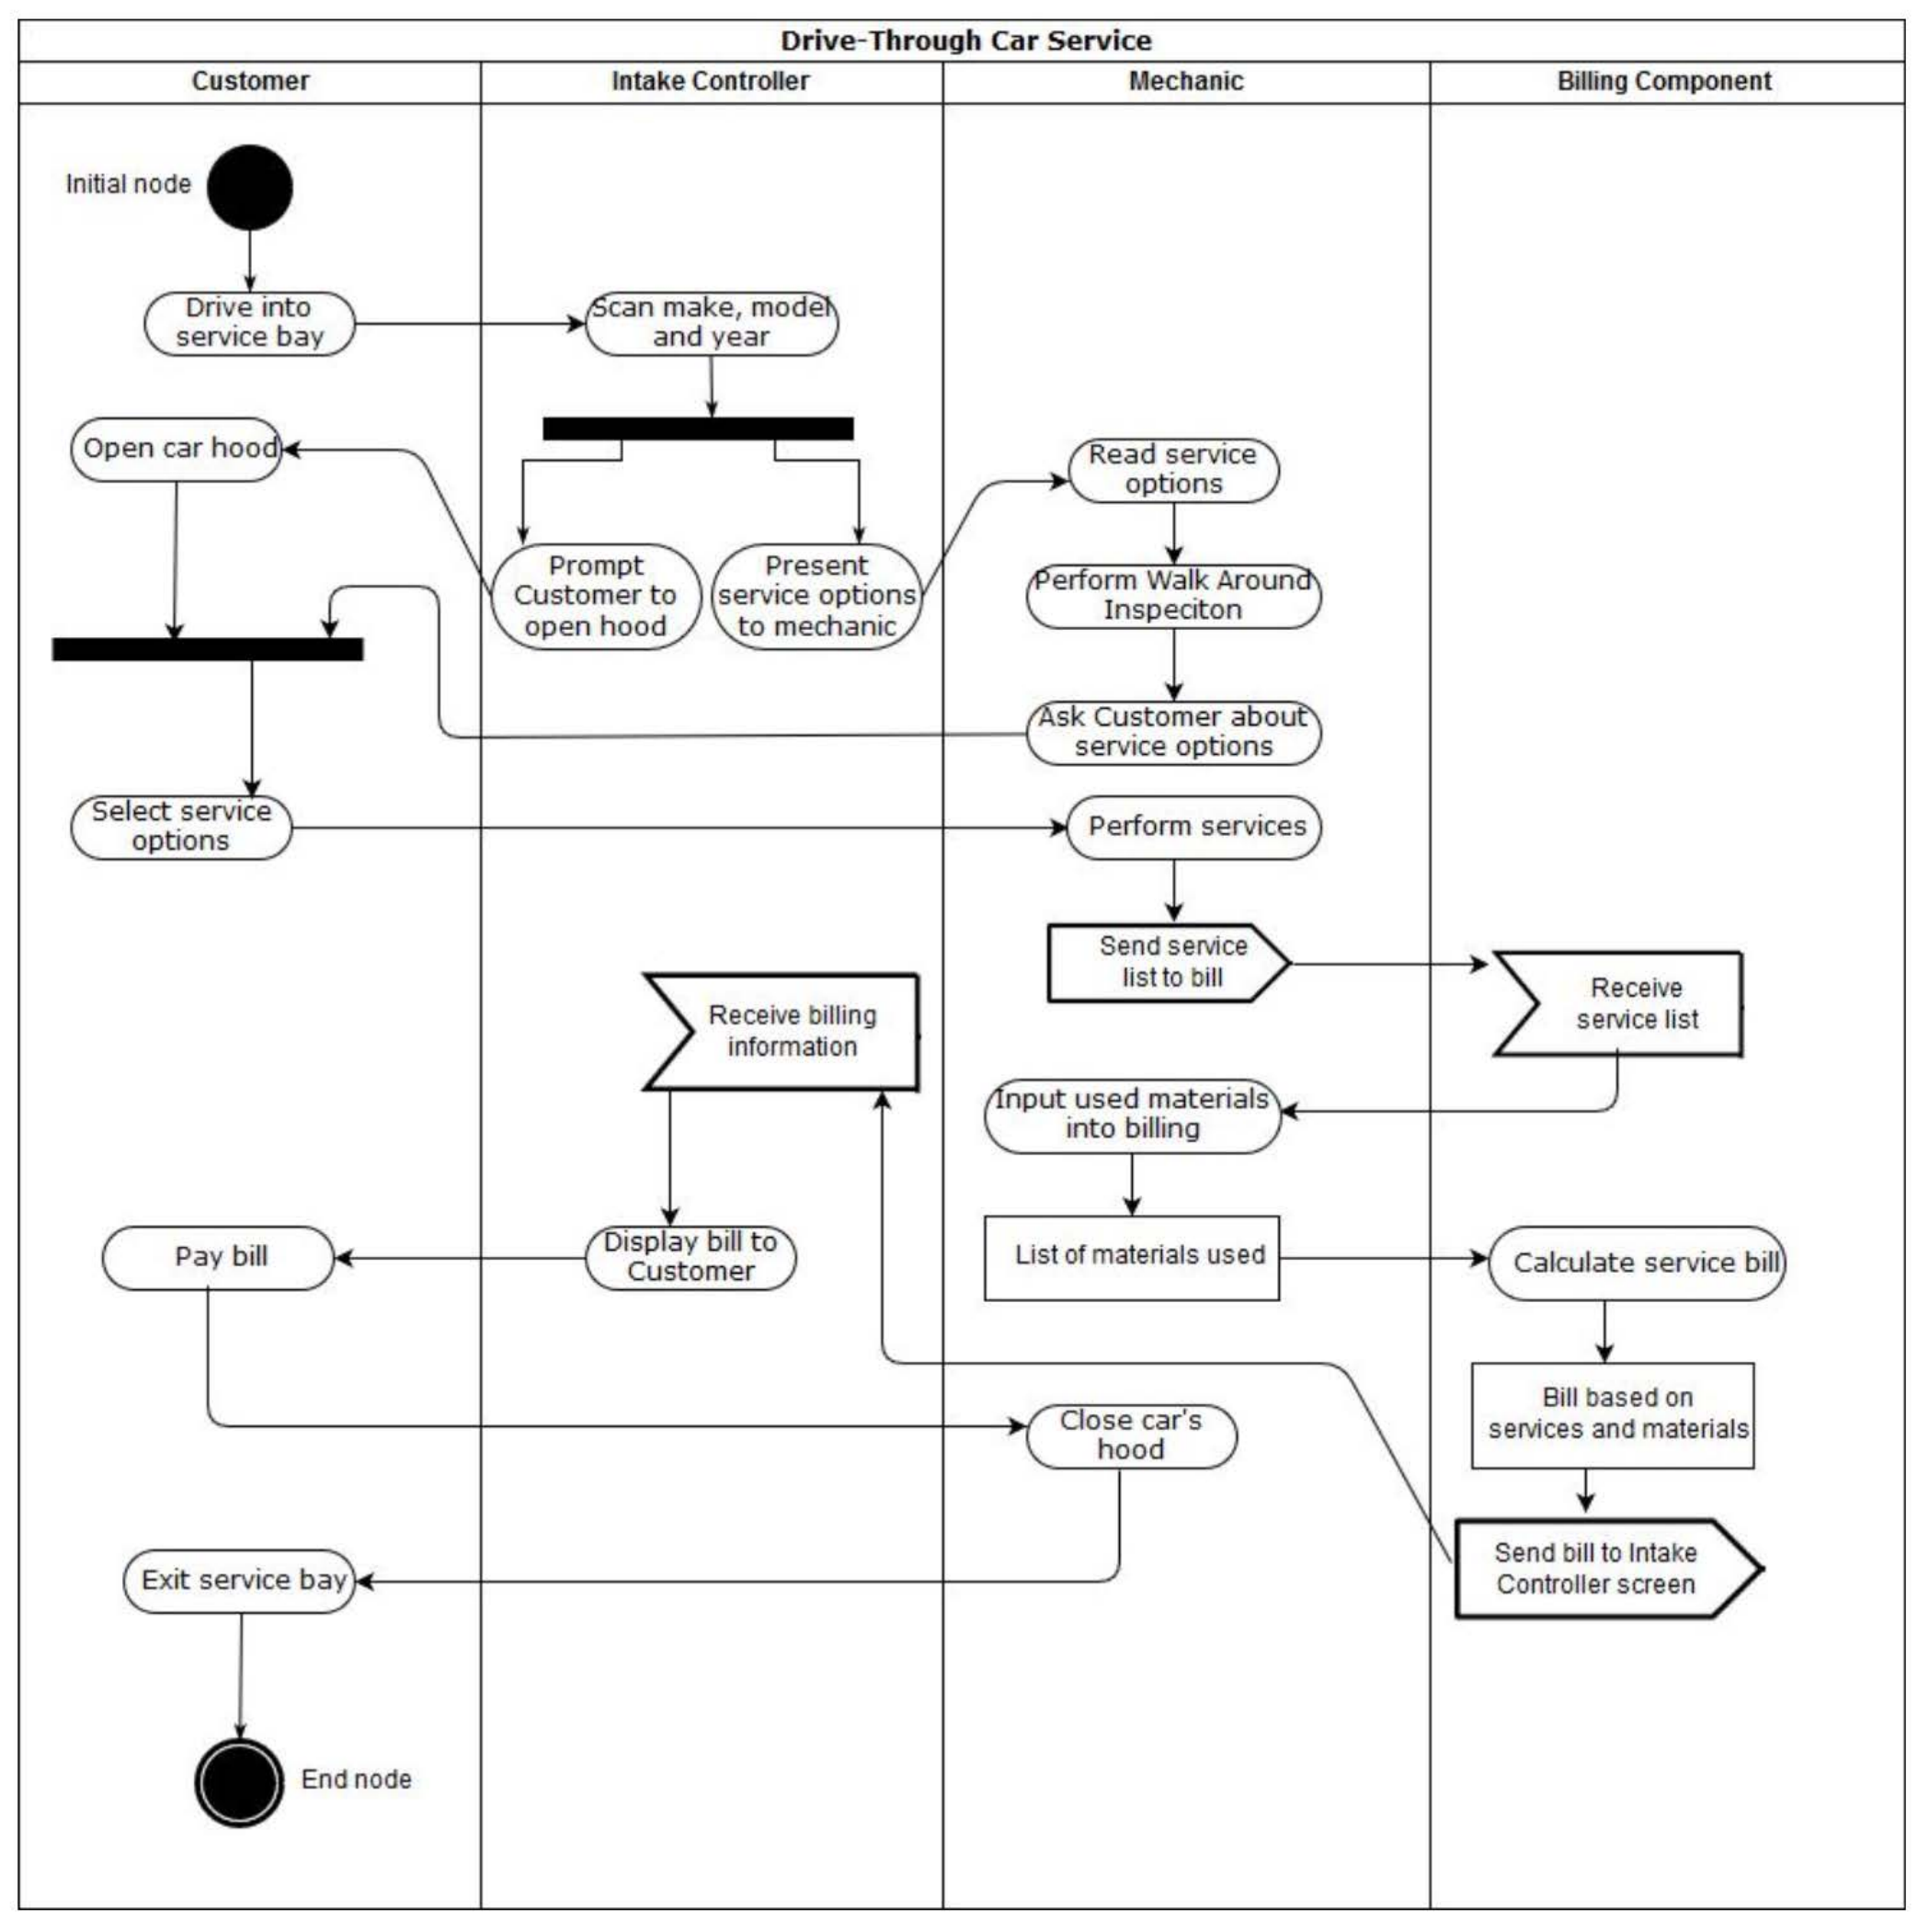 Drive-Through Car Service
Customer
Intake Controller
Mechanic
Billing Component
Initial node
Drive into
service bay
Scan make, model
and year
Open car hood
Read service
options
Prompt
Customer to
open hood
Present
service options
to mechanic
Perform Walk Around
Inspeciton
Ask Customer about
service options
Select service
options
Perform services
Send service
list to bill
Receive
service list
Receive billing
information
Input used materials
into billing
Pay bill
Display bill to
Customer
List of materials used
Calculate service bill
Bill based on
services and materials
Close car's
hood
Send bill to Intake
Controller screen
Exit service bay
End node